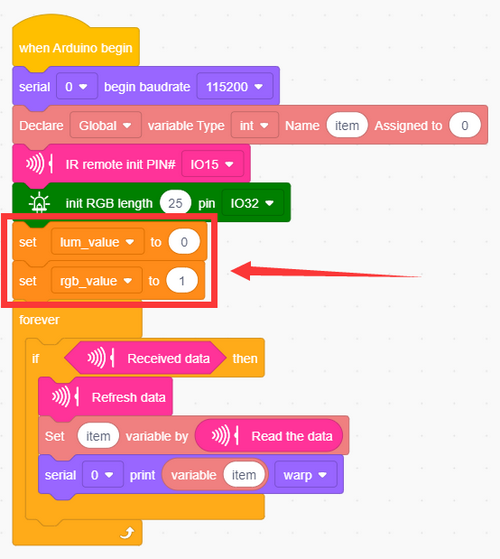 when Arduino begin
serial 0 begin baudrate 115200
Declare Global variable Type int Name item Assigned to 0
IR remote init PIN# IO15
init RGB length 25 pin IO32
set lum_value to 0
set rgb_value to 1
forever
if Received data then
Refresh data
Set item variable by Read the data
serial 0 print variable item warp